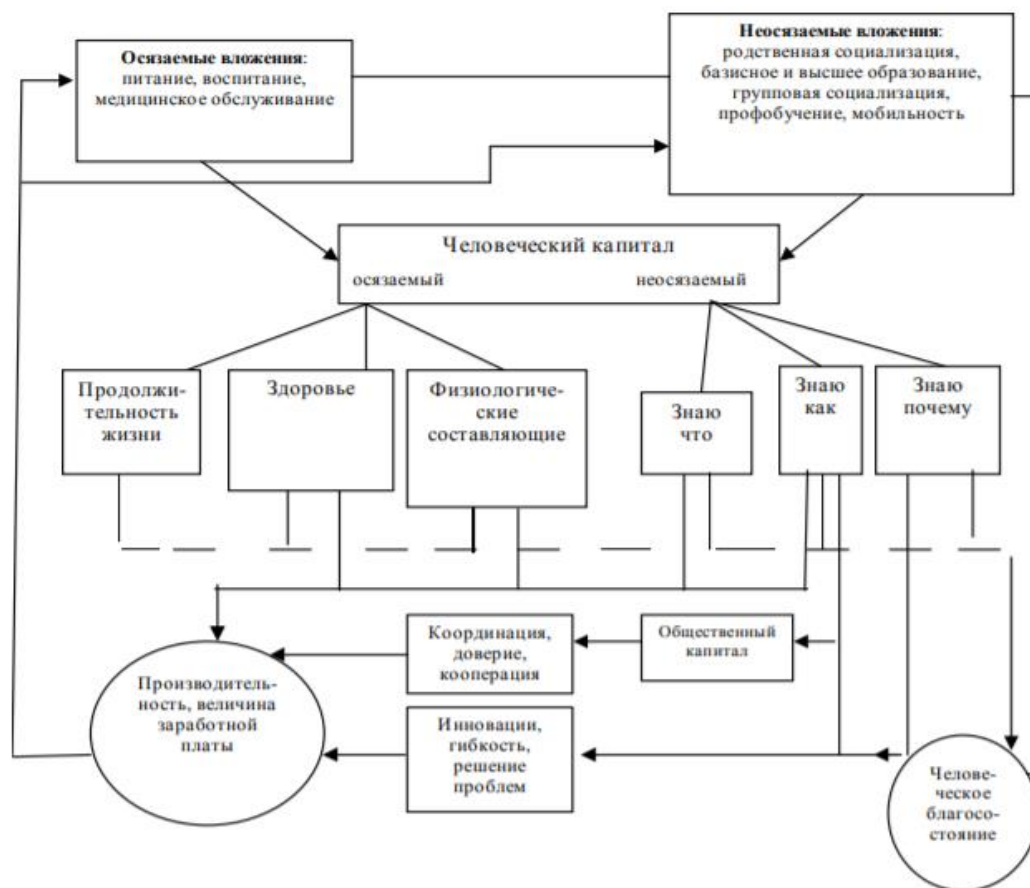 Осязаемые вложения:
питание, воспитание,
медицинское обслуживание
Неосязаемые вложения:
родственная социализация,
базисное и высшее образование,
групповая социализация,
профобучение, мобильность
Человеческий капитал
осязаемый
неосязаемый
Продолжи-
тельность
жизни
Здоровье
Физиологиче-
ские
составляющие
Знаю
что
Знаю
как
Знаю
почему
Координация,
доверие,
кооперация
Общественный
капитал
Производитель-
ность, величина
заработной
платы
Инновации,
гибкость,
решение
проблем
Челове-
ческое
благосо-
стояние